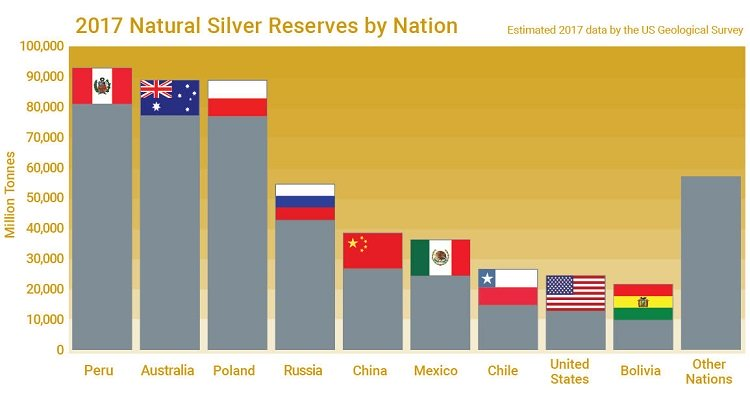 2017 Natural Silver Reserves by Nation
Estimated 2017 data by the US Geological Survey
Million Tonnes
100,000
90,000
80,000
70,000
60,000
50,000
40,000
30,000
20,000
10,000
0
Peru
Australia
Poland
Russia
China
Mexico
Chile
United
States
Bolivia
Other
Nations